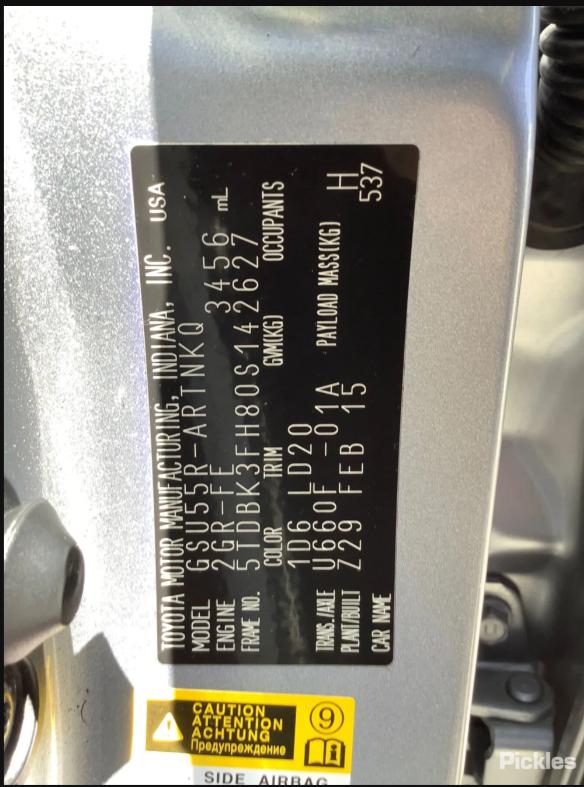 TOYOTA MOTOR MANUFACTURING, INDIANA, INC. USA
MODEL GSU55R-ARTNKQ
ENGINE 2GR-FE 3456 mL
FRAME NO. 5TDBK3FH80S142627
COLOR TRIM GVM(KG) OCCUPANTS
1D6 LD20
TRANS./AXLE U660F -01A PAYLOAD MASS(KG) H
PLANT/BUILT Z29 FEB 15 537
CAR NAME
CAUTION
ATTENTION
ACHTUNG
Предупреждение
9
SIDE AIRBAG
Pickles